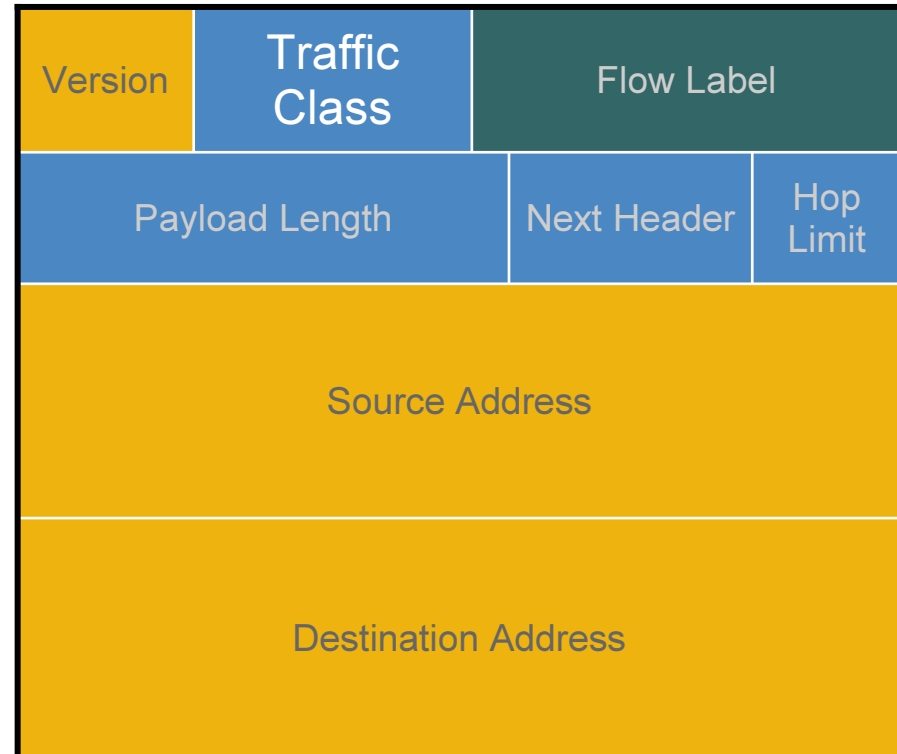 Version
Traffic
Class
Flow Label
Payload Length
Next Header
Hop
Limit
Source Address
Destination Address